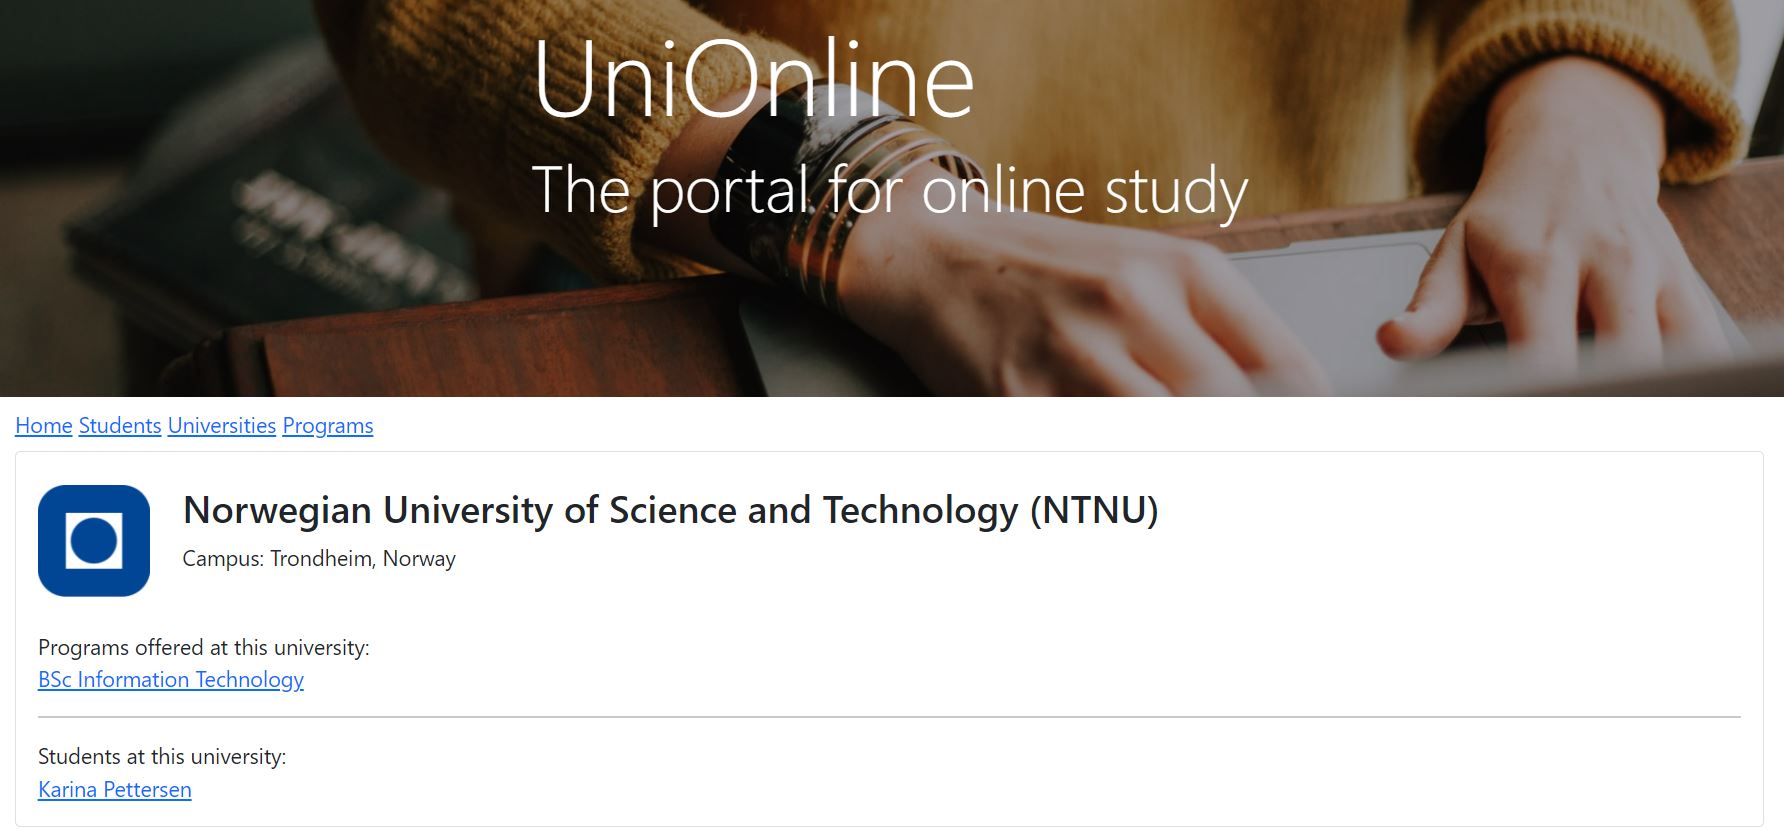 UniOnline
The portal for online study
Home Students Universities Programs
Norwegian University of Science and Technology (NTNU)
Campus: Trondheim, Norway
Programs offered at this university:
BSc Information Technology
Students at this university:
Karina Pettersen